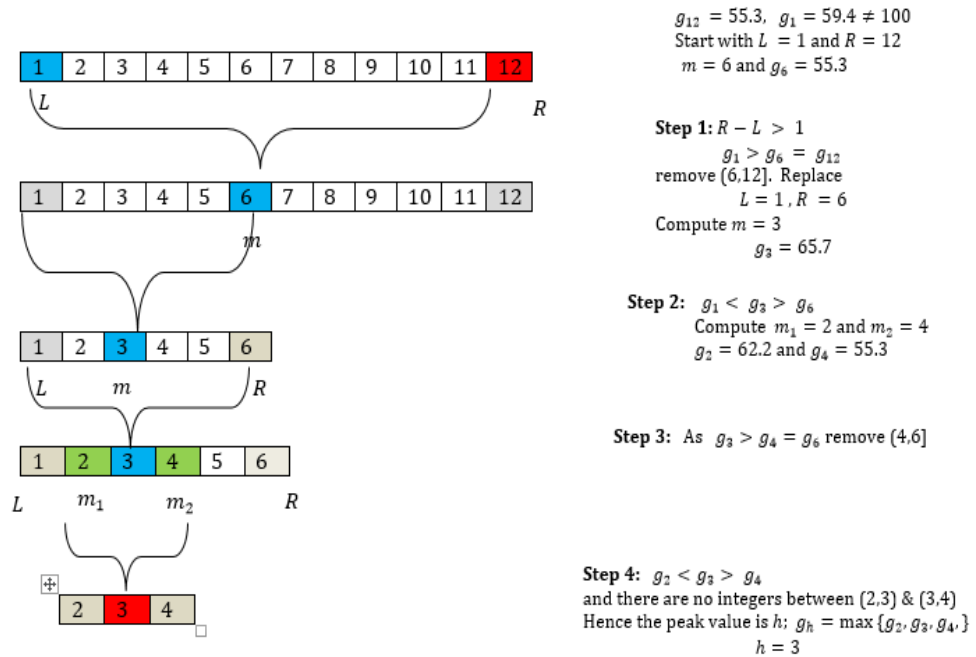 g₁₂ = 55.3, g₁ = 59.4 ≠ 100
Start with L = 1 and R = 12
m = 6 and g₆ = 55.3
1 2 3 4 5 6 7 8 9 10 11 12
L R
Step 1: R − L > 1
g₁ > g₆ = g₁₂
remove (6,12]. Replace
L = 1 , R = 6
Compute m = 3
g₃ = 65.7
1 2 3 4 5 6 7 8 9 10 11 12
m
Step 2: g₁ < g₃ > g₆
Compute m₁ = 2 and m₂ = 4
g₂ = 62.2 and g₄ = 55.3
1 2 3 4 5 6
L m R
Step 3: As g₃ > g₄ = g₆ remove (4,6]
1 2 3 4 5 6
L m₁ m₂ R
Step 4: g₂ < g₃ > g₄
and there are no integers between (2,3) & (3,4)
Hence the peak value is h; gₕ = max {g₂, g₃, g₄, }
h = 3
2 3 4